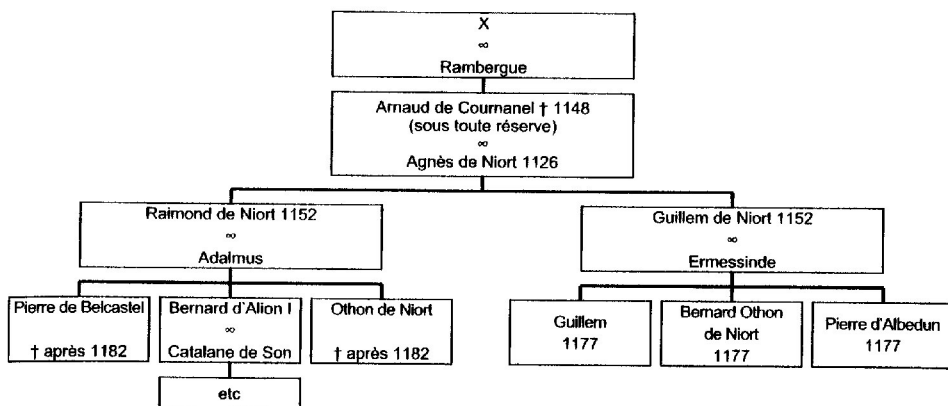 X
∞
Rambergue
Arnaud de Cournanel † 1148
(sous toute réserve)
∞
Agnès de Niort 1126
Raimond de Niort 1152
∞
Adalmus
Guillem de Niort 1152
∞
Ermessinde
Pierre de Belcastel
† après 1182
Bernard d'Alion I
∞
Catalane de Son
Othon de Niort
† après 1182
Guillem
1177
Bernard Othon
de Niort
1177
Pierre d'Albedun
1177
etc